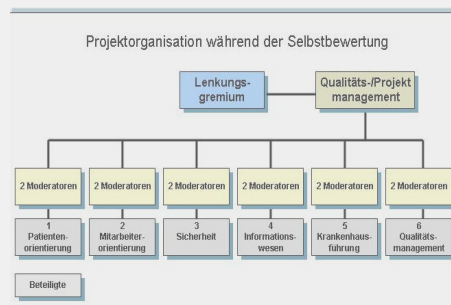 Projektorganisation während der Selbstbewertung
Lenkungs-
gremium
Qualitäts-/Projekt
management
2 Moderatoren
2 Moderatoren
2 Moderatoren
2 Moderatoren
2 Moderatoren
2 Moderatoren
1
Patienten-
orientierung
2
Mitarbeiter-
orientierung
3
Sicherheit
4
Informations-
wesen
5
Krankenhaus-
führung
6
Qualitäts-
management
Beteiligte